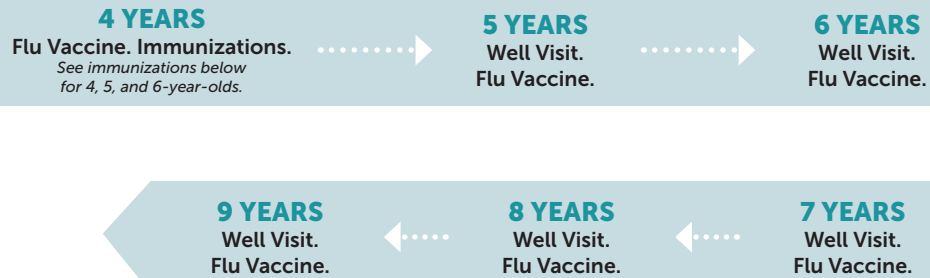 4 YEARS
Flu Vaccine. Immunizations.
See immunizations below
for 4, 5, and 6-year-olds.
5 YEARS
Well Visit.
Flu Vaccine.
6 YEARS
Well Visit.
Flu Vaccine.
7 YEARS
Well Visit.
Flu Vaccine.
8 YEARS
Well Visit.
Flu Vaccine.
9 YEARS
Well Visit.
Flu Vaccine.